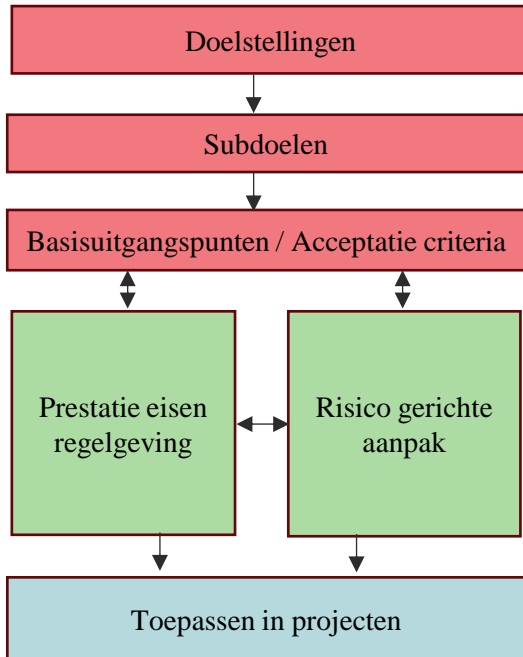 Doelstellingen
Subdoelen
Basisuitgangspunten / Acceptatie criteria
Prestatie eisen
regelgeving
Risico gerichte
aanpak
Toepassen in projecten